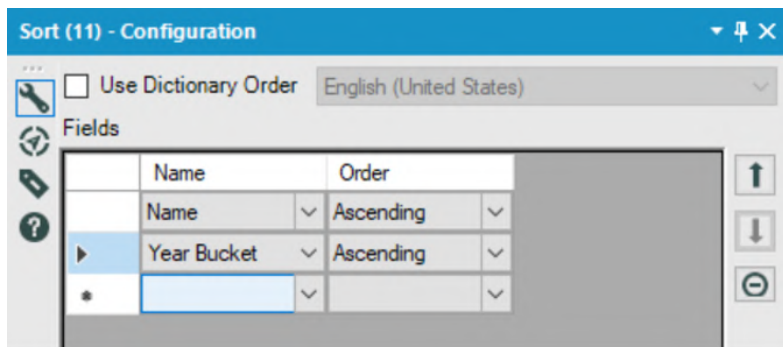 Sort (11) - Configuration
Use Dictionary Order English (United States)
Fields
Name Order
Name Ascending
Year Bucket Ascending